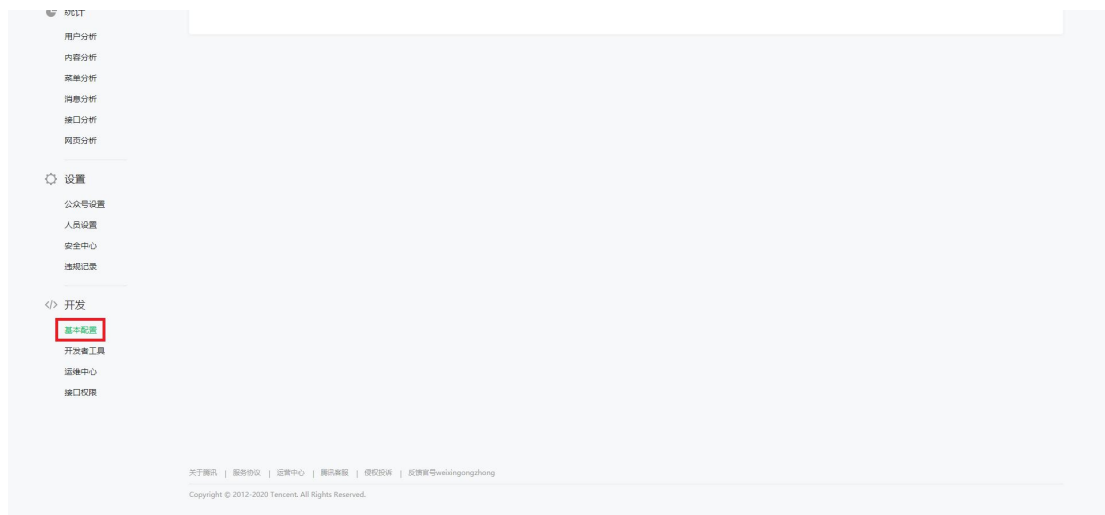 统计
用户分析
内容分析
菜单分析
消息分析
接口分析
网页分析
设置
公众号设置
人员设置
安全中心
违规记录
</> 开发
基本配置
开发者工具
运维中心
接口权限
关于腾讯 | 服务协议 | 运营中心 | 腾讯客服 | 侵权投诉 | 反馈账号weixingongzhong
Copyright © 2012-2020 Tencent. All Rights Reserved.